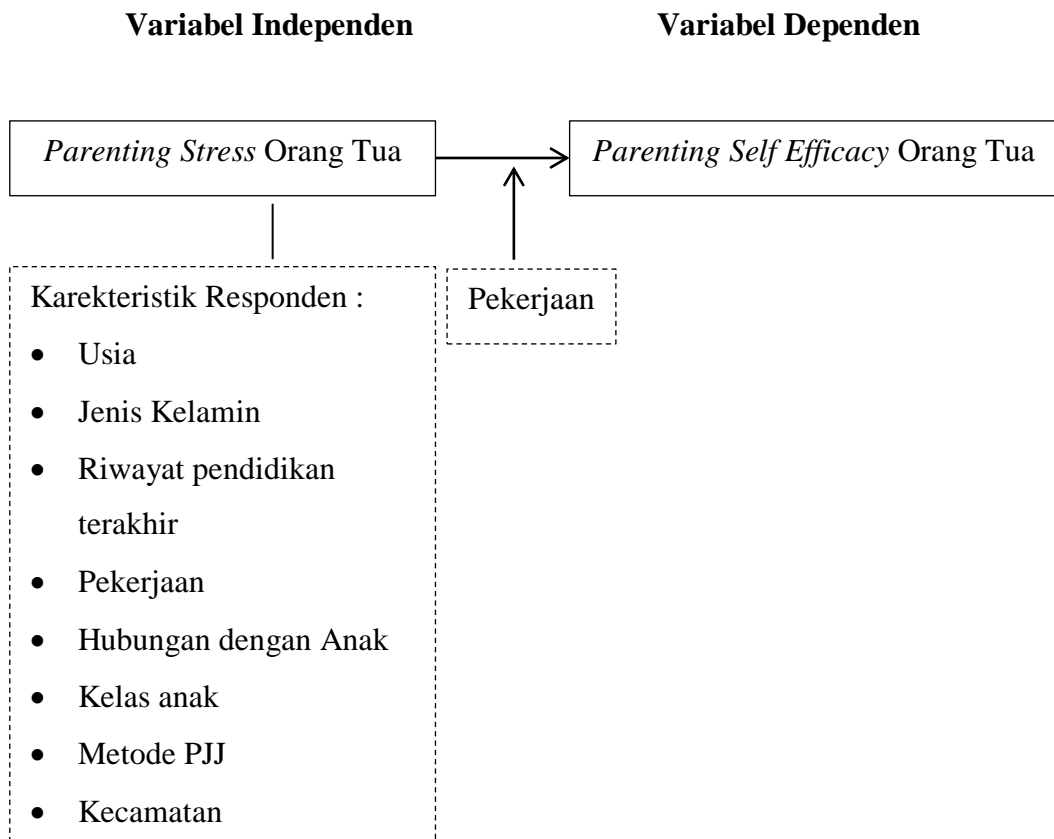 Variabel Independen Variabel Dependen
Parenting Stress Orang Tua Parenting Self Efficacy Orang Tua
Karekteristik Responden :
• Usia
• Jenis Kelamin
• Riwayat pendidikan
terakhir
• Pekerjaan
• Hubungan dengan Anak
• Kelas anak
• Metode PJJ
• Kecamatan
Pekerjaan